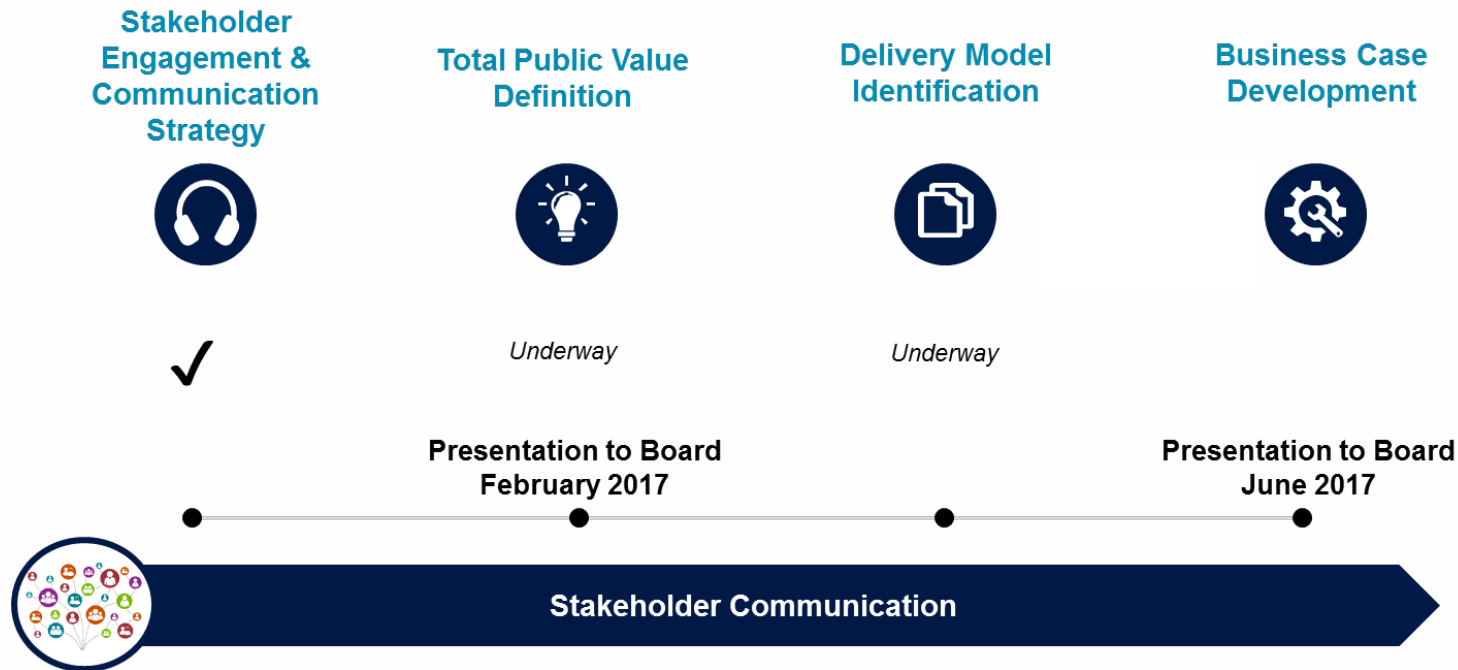 Stakeholder
Engagement &
Communication
Strategy
Total Public Value
Definition
Delivery Model
Identification
Business Case
Development
Underway
Underway
Presentation to Board
February 2017
Presentation to Board
June 2017
Stakeholder Communication